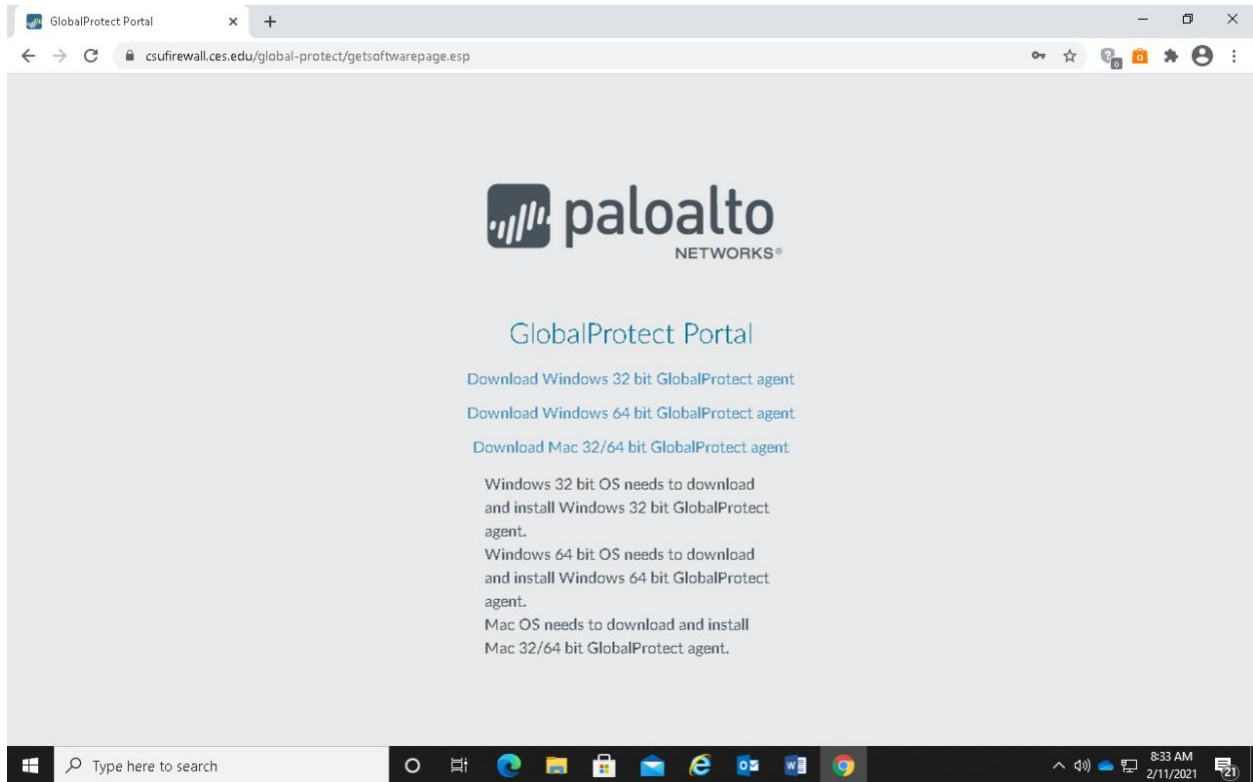 GlobalProtect Portal
csufirewall.ces.edu/global-protect/getsoftwarepage.esp
0
paloalto
NETWORKS®
GlobalProtect Portal
Download Windows 32 bit GlobalProtect agent
Download Windows 64 bit GlobalProtect agent
Download Mac 32/64 bit GlobalProtect agent
Windows 32 bit OS needs to download
and install Windows 32 bit GlobalProtect
agent.
Windows 64 bit OS needs to download
and install Windows 64 bit GlobalProtect
agent.
Mac OS needs to download and install
Mac 32/64 bit GlobalProtect agent.
Type here to search
8:33 AM
2/11/2021
21